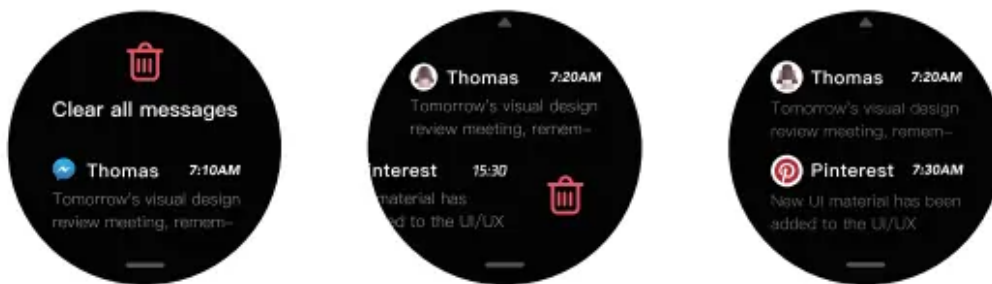 Clear all messages
Thomas 7:10AM
Tomorrow's visual design
review meeting, remem-
Thomas 7:20AM
Tomorrow's visual design
review meeting, remem-
interest 15:30
material has
ed to the UI/UX
Thomas 7:20AM
Tomorrow's visual design
review meeting, remem-
Pinterest 7:30AM
New UI material has been
added to the UI/UX